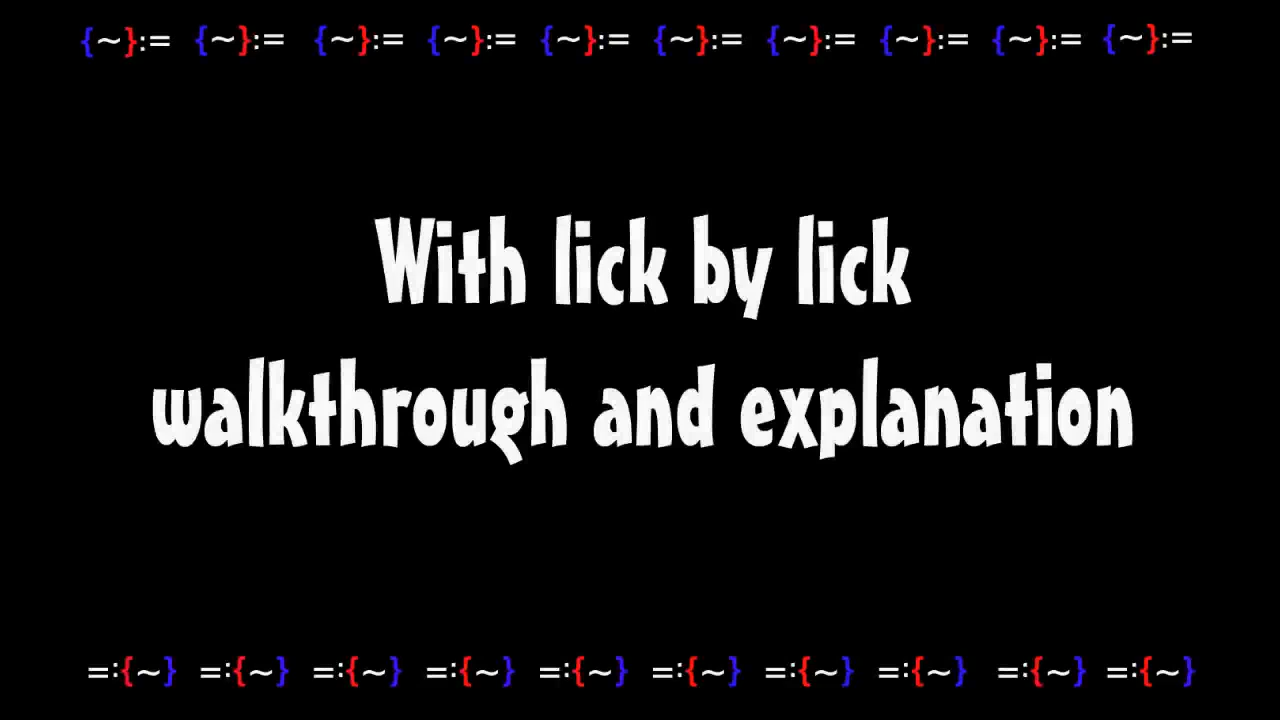 {~}:= {~}:= {~}:= {~}:= {~}:= {~}:= {~}:= {~}:= {~}:= {~}:=
With lick by lick
walkthrough and explanation
=:{~} =:{~} =:{~} =:{~} =:{~} =:{~} =:{~} =:{~} =:{~} =:{~}